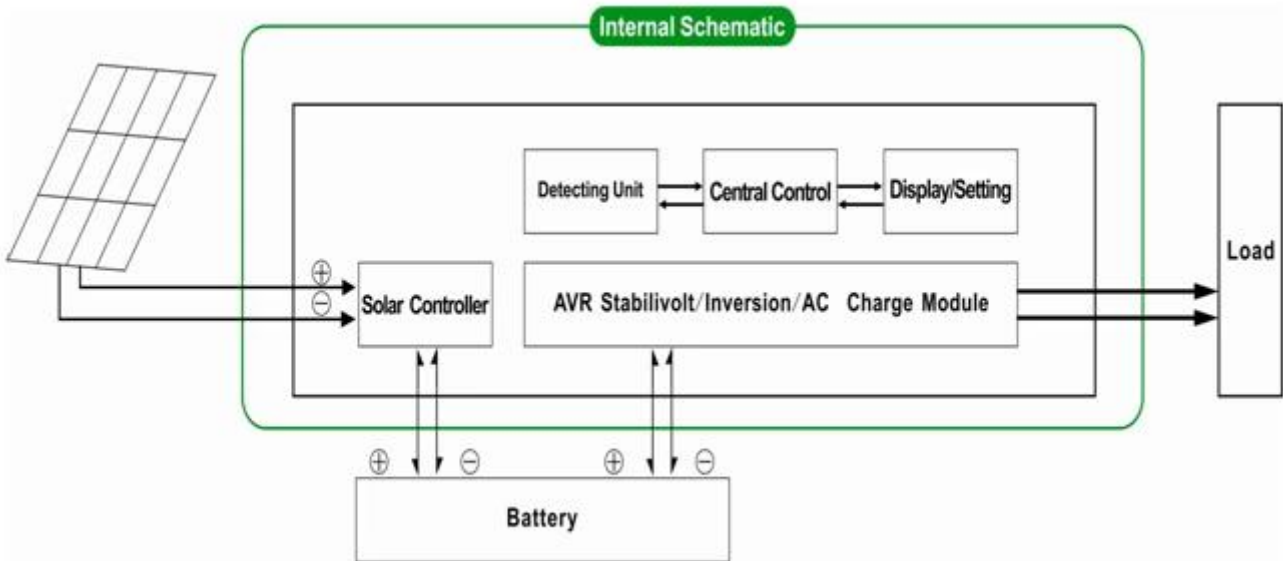 Internal Schematic
Detecting Unit
Central Control
Display/Setting
⊕
⊖
Solar Controller
AVR Stabilivolt/Inversion/AC Charge Module
Load
⊕ ⊖ ⊕ ⊖
Battery